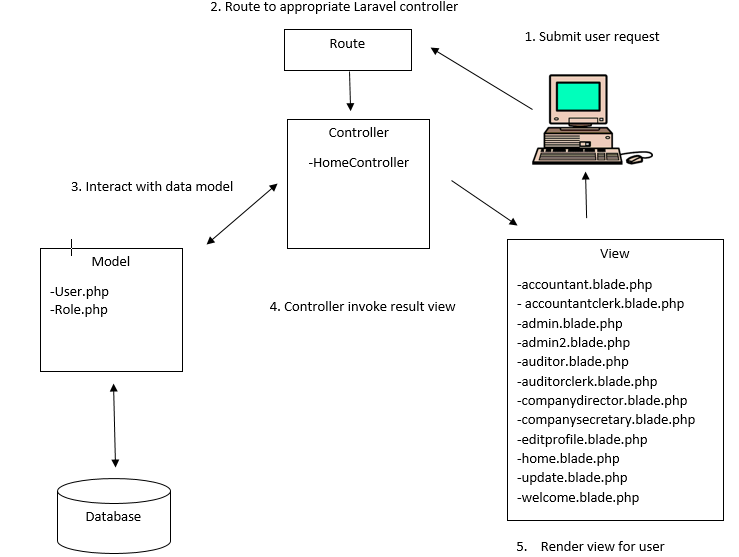 2. Route to appropriate Laravel controller
1. Submit user request
Route
Controller
-HomeController
3. Interact with data model
Model
-User.php
-Role.php
4. Controller invoke result view
View
-accountant.blade.php
- accountantclerk.blade.php
-admin.blade.php
-admin2.blade.php
-auditor.blade.php
-auditorclerk.blade.php
-companydirector.blade.php
-companysecretary.blade.php
-editprofile.blade.php
-home.blade.php
-update.blade.php
-welcome.blade.php
Database
5. Render view for user